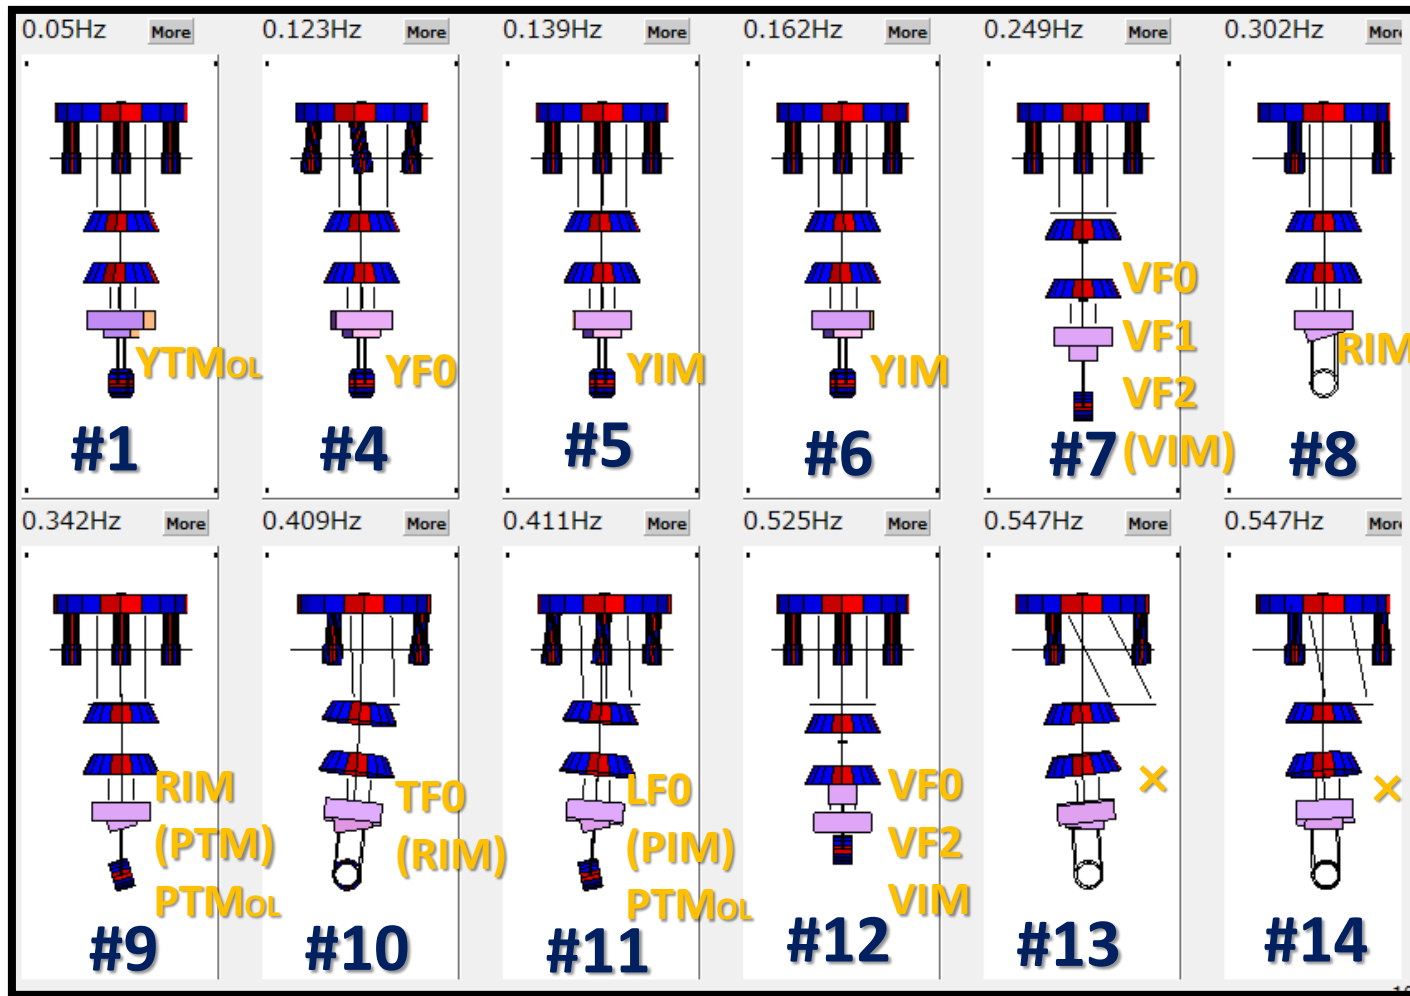 0.05Hz More 0.123Hz More 0.139Hz More 0.162Hz More 0.249Hz More 0.302Hz More
YTMOL
YF0
YIM
YIM
VF0
VF1
VF2
(VIM)
RIM
#1 #4 #5 #6 #7 #8
0.342Hz More 0.409Hz More 0.411Hz More 0.525Hz More 0.547Hz More 0.547Hz More
RIM
(PTM)
PTMOL
TF0
(RIM)
LF0
(PIM)
PTMOL
VF0
VF2
VIM
×
×
#9 #10 #11 #12 #13 #14